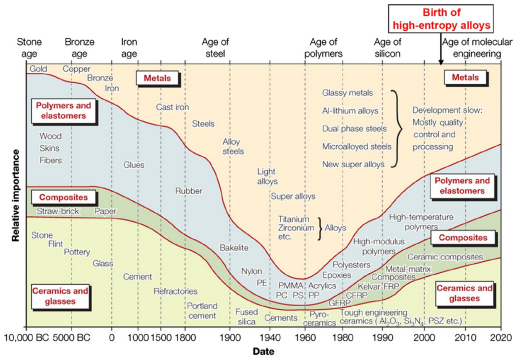 Birth of
high-entropy alloys
Stone
age
Bronze
age
Iron
age
Age of
steel
Age of
polymers
Age of
silicon
Age of molecular
engineering
Gold
Copper
Bronze
Iron
Metals
Metals
Polymers and
elastomers
Wood
Skins
Fibers
Cast iron
Steels
Alloy
steels
Glues
Rubber
Light
alloys
Super alloys
Titanium
Zirconium
etc.
Alloys
Glassy metals
Al-lithium alloys
Dual phase steels
Microalloyed steels
New super alloys
Development slow:
Mostly quality
control and
processing
Polymers and
elastomers
Composites
Straw-brick
Paper
Bakelite
Nylon
PE
PMMA
Acrylics
PC
PS
PP
Polyesters
Epoxies
High-modulus
polymers
High-temperature
polymers
Composites
Ceramic composites
Metal-matrix
Composites
Kelvar-FRP
CFRP
GFRP
Stone
Flint
Pottery
Glass
Cement
Refractories
Portland
cement
Fused
silica
Cements
Pyro-
ceramics
Tough engineering
ceramics ( Al₂O₃, Si₃N₄, PSZ etc.)
Ceramics and
glasses
Ceramics and
glasses
Relative importance
10,000 BC
5000 BC
0
1000
1500
1800
1900
1940
1960
1980
1990
2000
2010
2020
Date